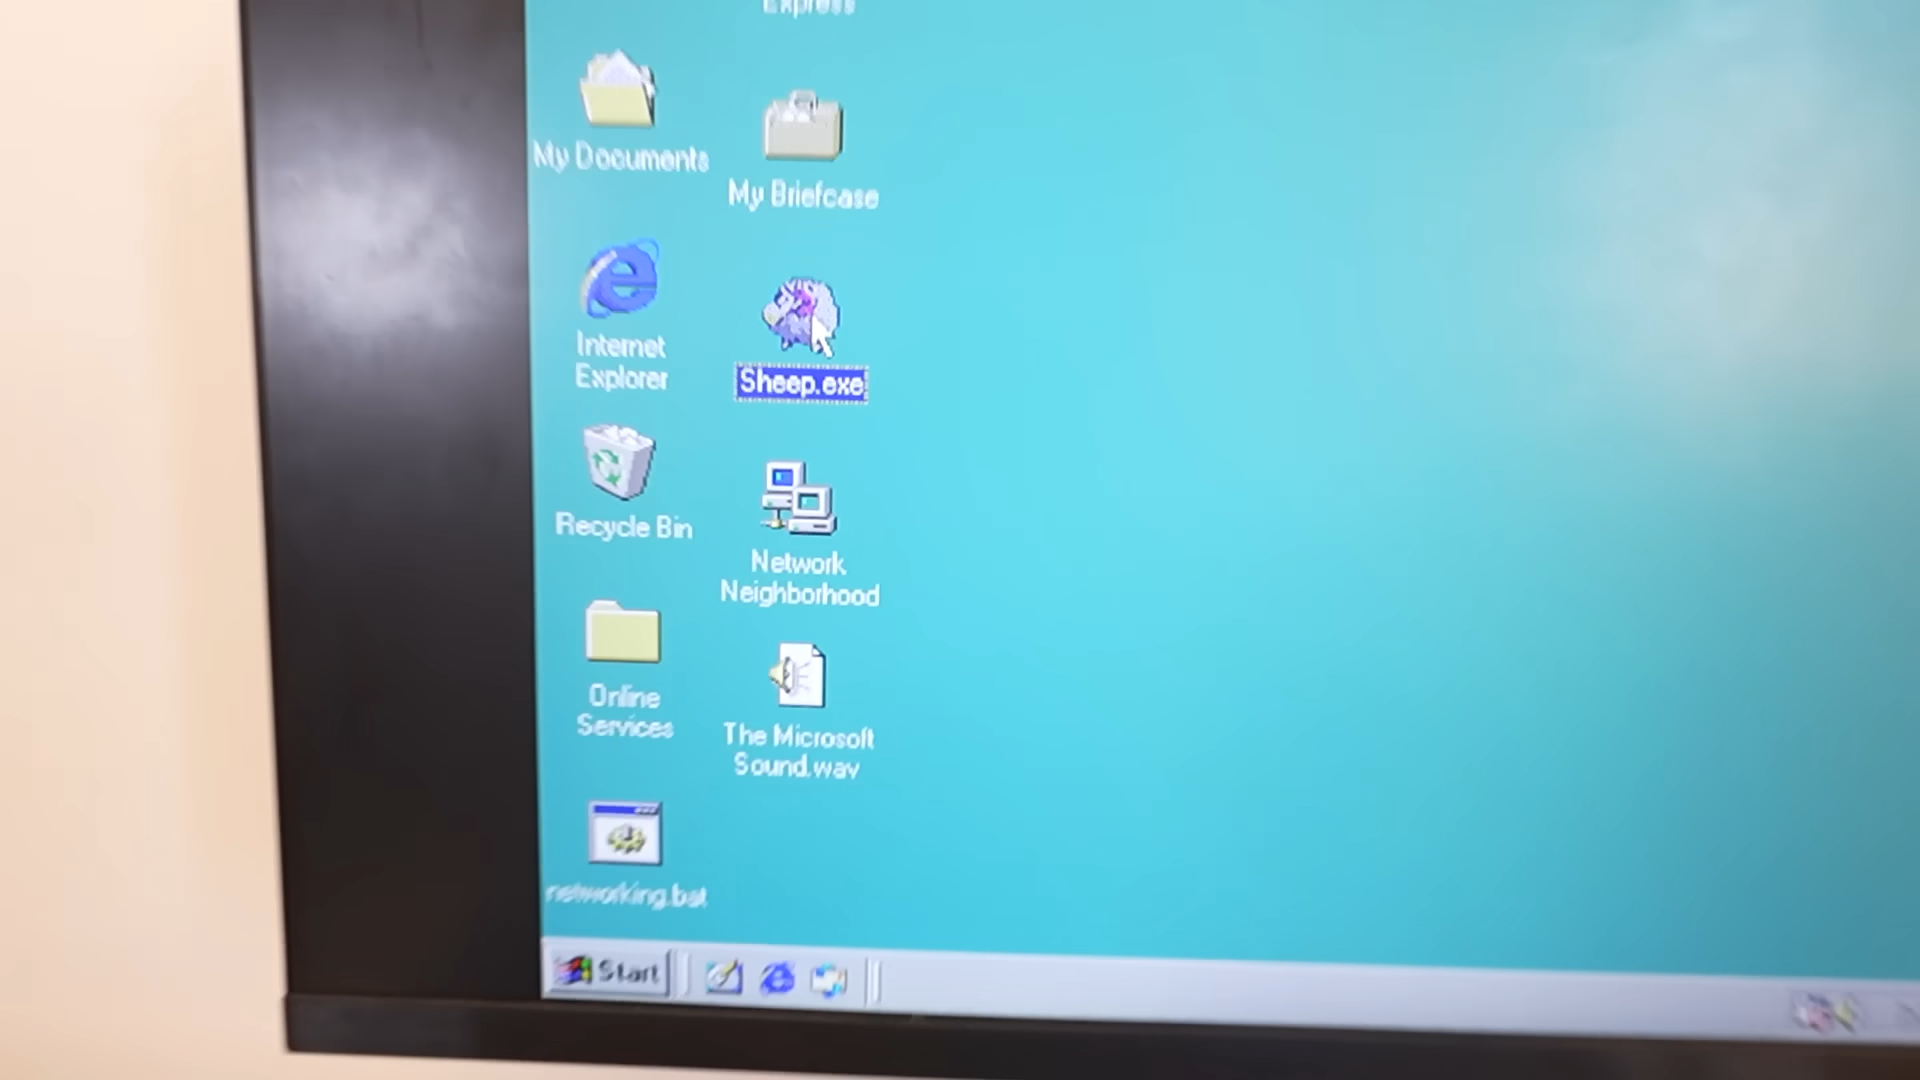 Express
My Documents
My Briefcase
Internet
Explorer
Sheep.exe
Recycle Bin
Network
Neighborhood
Online
Services
The Microsoft
Sound.wav
networking.bat
Start